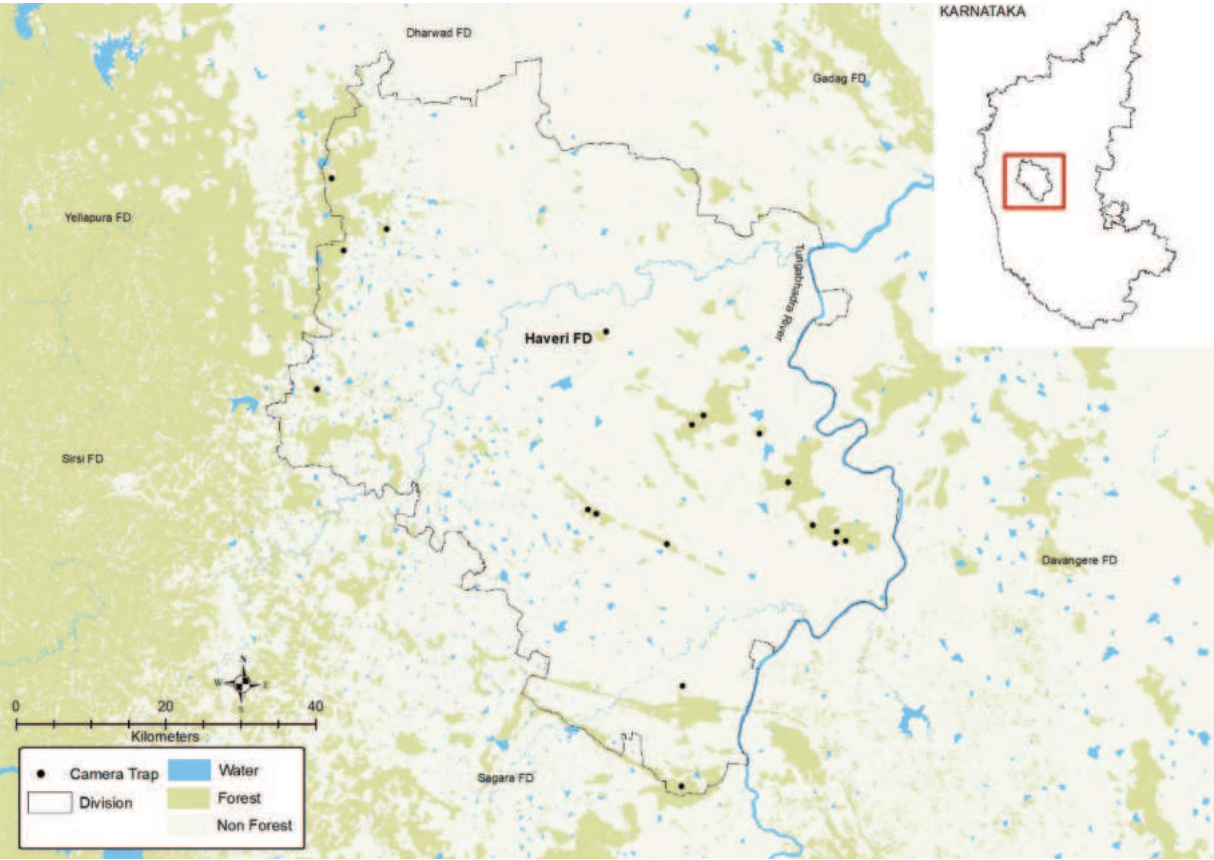 KARNATAKA
Dharwad FD
Gadag FD
Yellapura FD
Tungabhadra River
Haveri FD
Sirsi FD
Davangere FD
N
W E
S
0 20 40
Kilometers
Sagara FD
Camera Trap
Water
Division
Forest
Non Forest